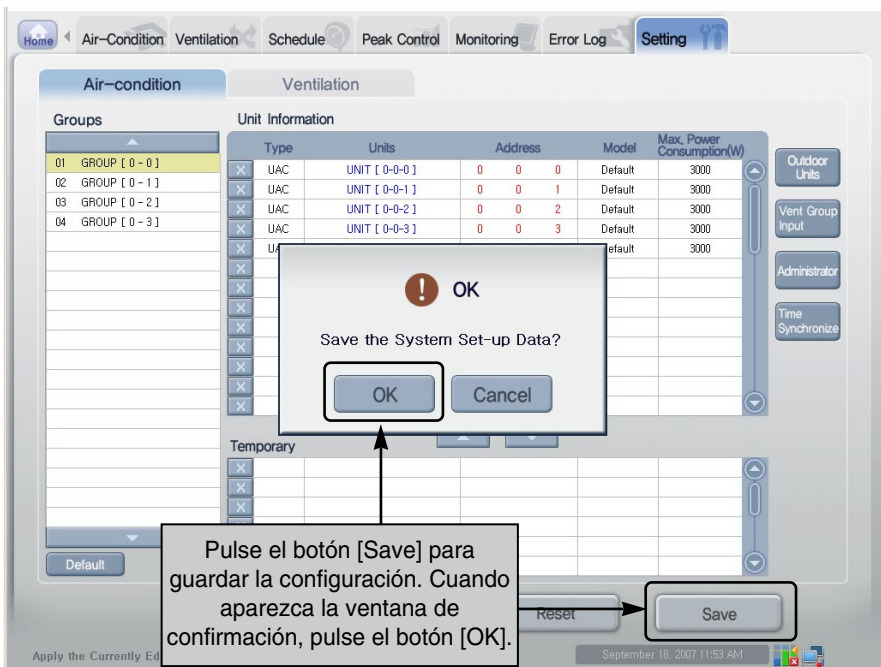 Home Air-Condition Ventilation Schedule Peak Control Monitoring Error Log Setting
Air-condition Ventilation
Groups
01 GROUP [ 0 - 0 ]
02 GROUP [ 0 - 1 ]
03 GROUP [ 0 - 2 ]
04 GROUP [ 0 - 3 ]
Default
Unit Information
Type Units Address Model Max. Power Consumption(W)
X UAC UNIT [ 0-0-0 ] 0 0 0 Default 3000
X UAC UNIT [ 0-0-1 ] 0 0 1 Default 3000
X UAC UNIT [ 0-0-2 ] 0 0 2 Default 3000
X UAC UNIT [ 0-0-3 ] 0 0 3 Default 3000
X 3000
X
X
X
X
X
X
X
X
Outdoor
Units
Vent Group
Input
Administrator
Time
Synchronize
OK
Save the System Set-up Data?
OK Cancel
Temporary
X
X
X
Pulse el botón [Save] para
guardar la configuración. Cuando
aparezca la ventana de
confirmación, pulse el botón [OK].
Reset Save
Apply the Currently
September 18, 2007 11:53 AM